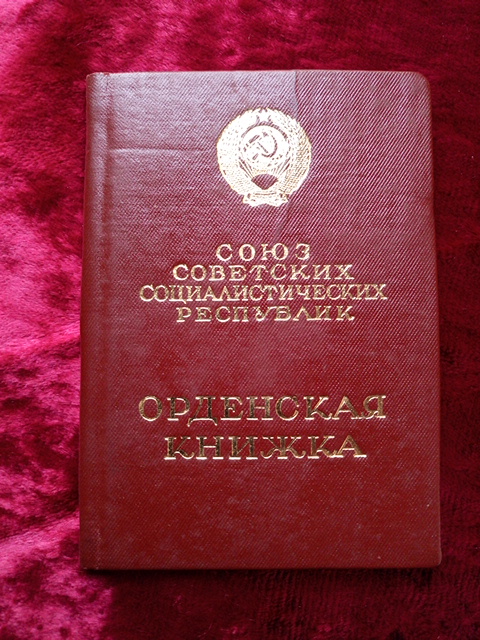 СОЮЗ
СОВЕТСКИХ
СОЦИАЛИСТИЧЕСКИХ
РЕСПУБЛИК
ОРДЕНСКАЯ
КНИЖКА